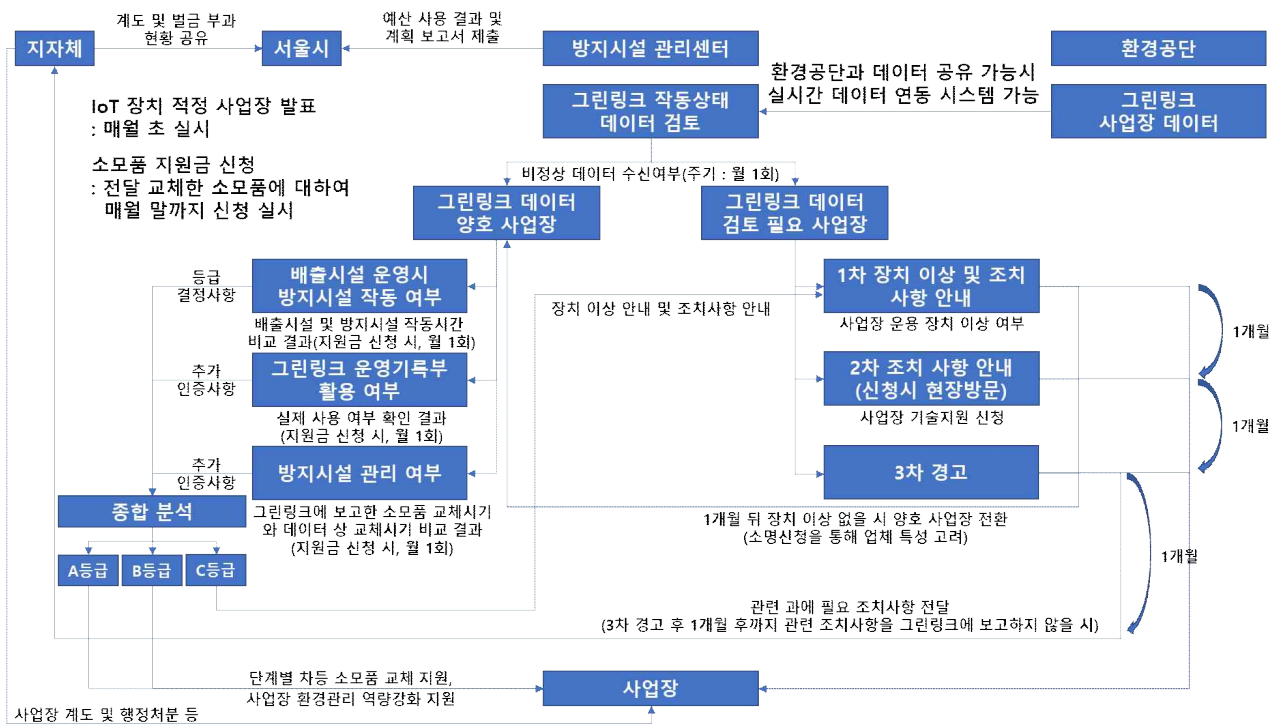 지자체
계도 및 벌금 부과
현황 공유
서울시
예산 사용 결과 및
계획 보고서 제출
방지시설 관리센터
환경공단
환경공단과 데이터 공유 가능시
실시간 데이터 연동 시스템 가능
그린링크 작동상태
데이터 검토
그린링크
사업장 데이터
IoT 장치 적정 사업장 발표
: 매월 초 실시
소모품 지원금 신청
: 전달 교체한 소모품에 대하여
매월 말까지 신청 실시
비정상 데이터 수신여부(주기 : 월 1회)
그린링크 데이터
양호 사업장
그린링크 데이터
검토 필요 사업장
등급
결정사항
배출시설 운영시
방지시설 작동 여부
배출시설 및 방지시설 작동시간
비교 결과(지원금 신청 시, 월 1회)
장치 이상 안내 및 조치사항 안내
1차 장치 이상 및 조치
사항 안내
사업장 운용 장치 이상 여부
1개월
추가
인증사항
그린링크 운영기록부
활용 여부
실제 사용 여부 확인 결과
(지원금 신청 시, 월 1회)
2차 조치 사항 안내
(신청시 현장방문)
사업장 기술지원 신청
1개월
추가
인증사항
방지시설 관리 여부
그린링크에 보고한 소모품 교체시기
와 데이터 상 교체시기 비교 결과
(지원금 신청 시, 월 1회)
3차 경고
1개월 뒤 장치 이상 없을 시 양호 사업장 전환
(소명신청을 통해 업체 특성 고려)
1개월
종합 분석
A등급
B등급
C등급
관련 과에 필요 조치사항 전달
(3차 경고 후 1개월 후까지 관련 조치사항을 그린링크에 보고하지 않을 시)
단계별 차등 소모품 교체 지원,
사업장 환경관리 역량강화 지원
사업장
사업장 계도 및 행정처분 등